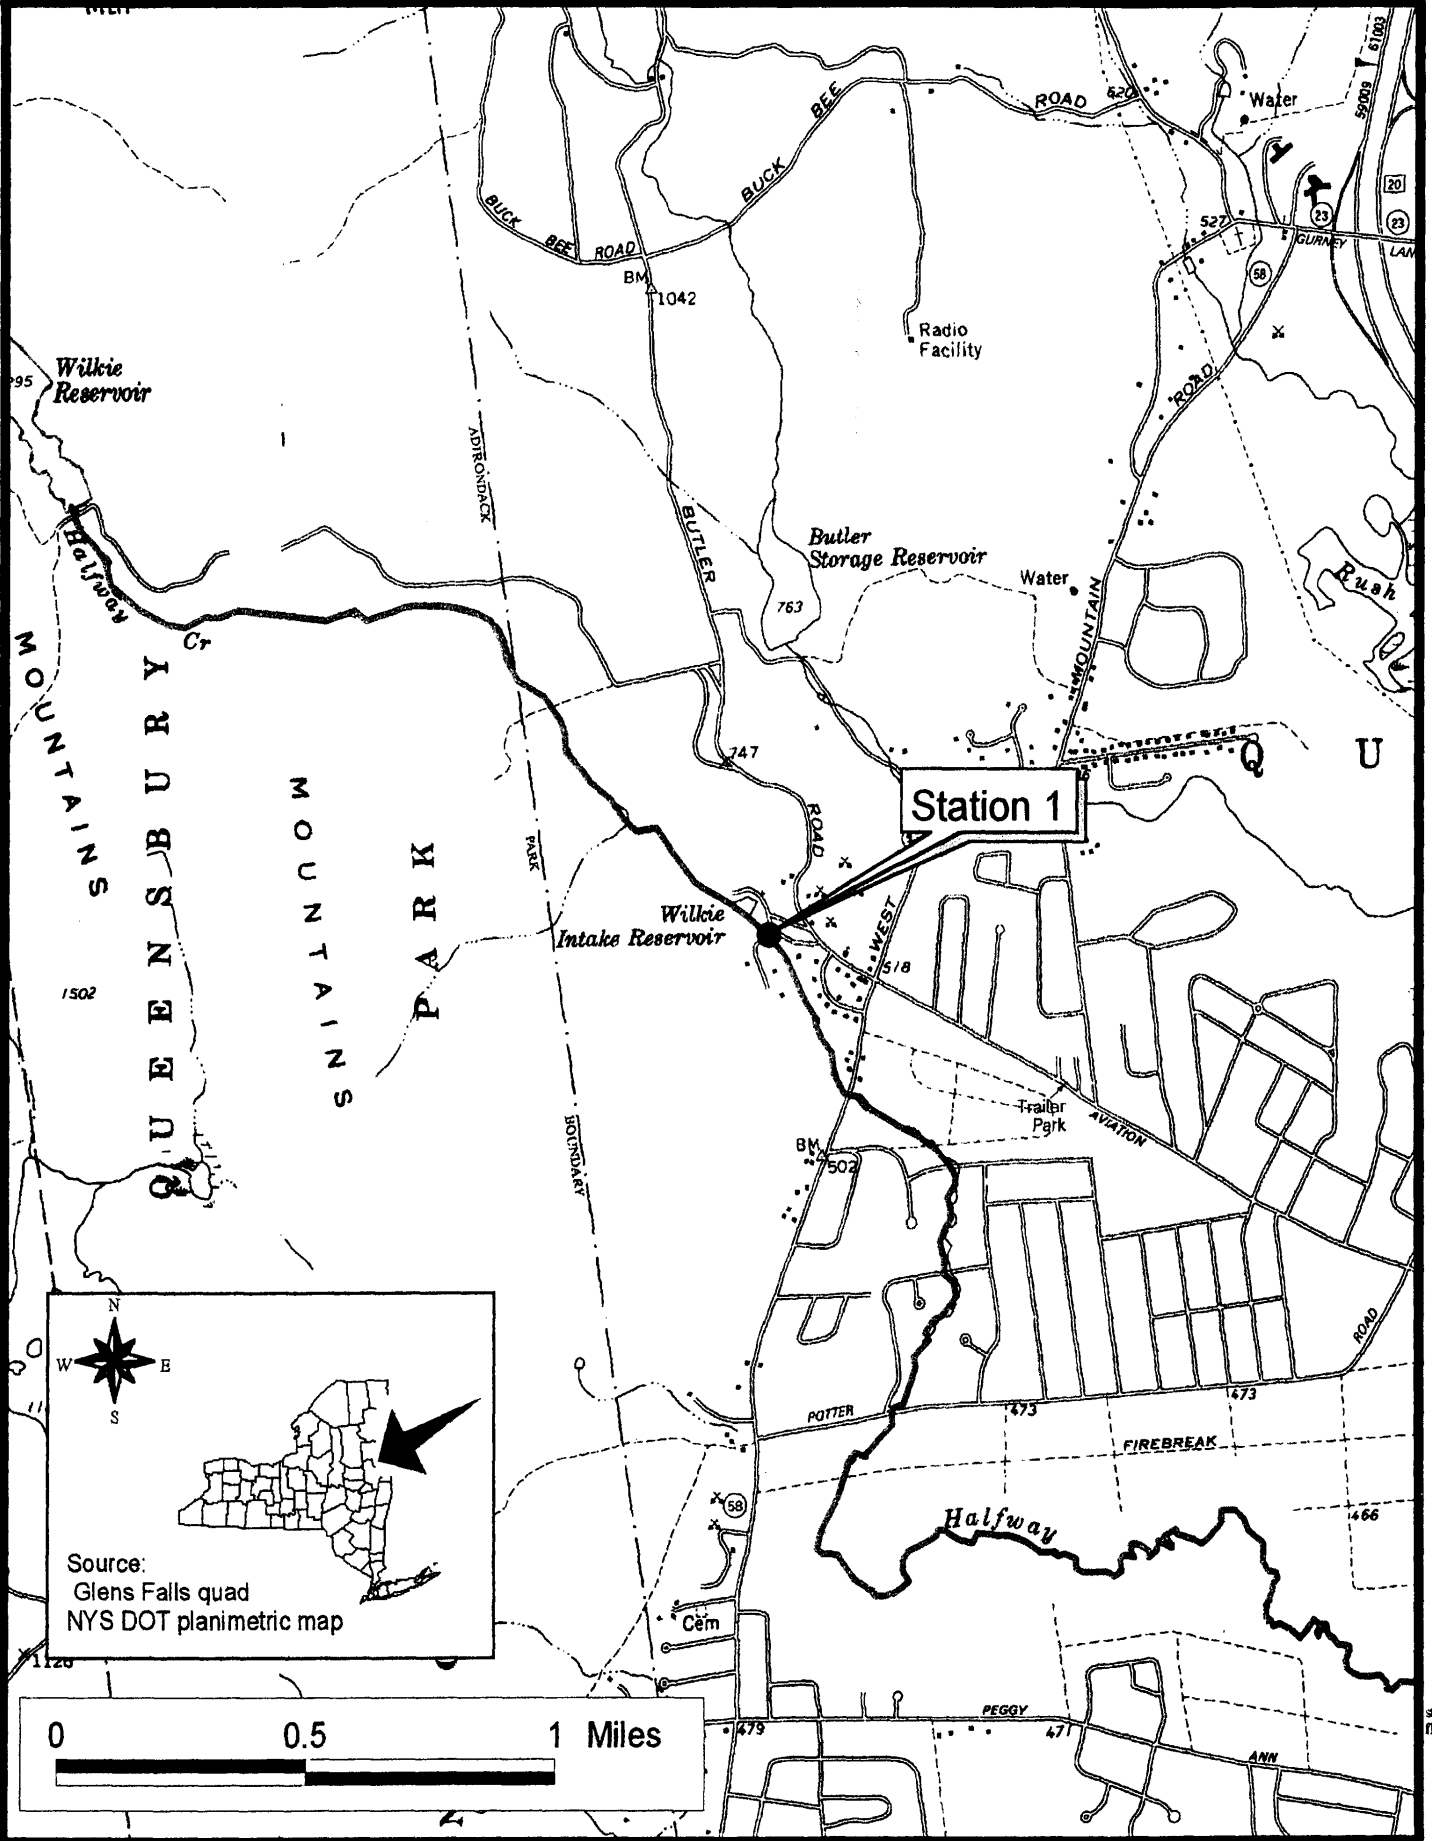 ROAD
620
Water
61003
59009
20
23
23
BEE
BUCK
BUCK
BEE
ROAD
527
GURNEY
LAN
58
BM
1042
Radio
Facility
Wilkie
Reservoir
ROAD
ADIRONDACK
BUTLER
Butler
Storage Reservoir
Halfway
Cr
763
Water
MOUNTAIN
Rush
MOUNTAINS
QUEENSBURY
MOUNTAINS
PARK
747
Q U
Station 1
ROAD
PARK
Wilkie
Intake Reservoir
WEST
518
1502
Trailer
Park
AVIATION
BOUNDARY
BM
502
N
W E
S
ROAD
POTTER
473
473
FIREBREAK
58
Halfway
466
Source:
Glens Falls quad
NYS DOT planimetric map
Cem
PEGGY
479
47
ANN
0 0.5 1 Miles